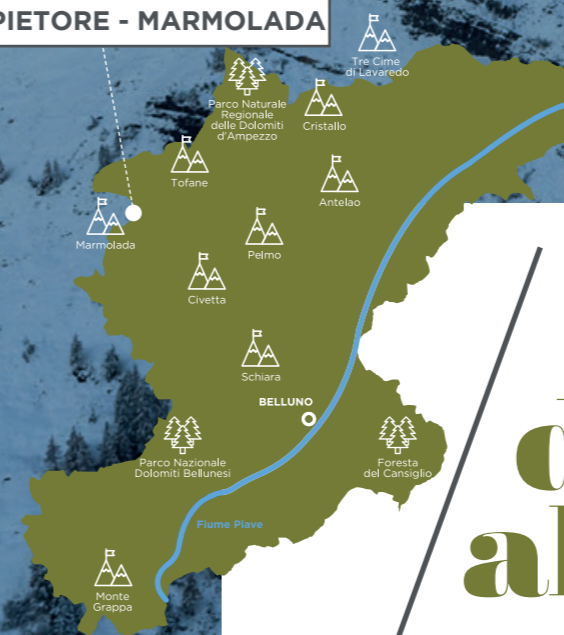 PIETORE - MARMOLADA
Tre Cime
di Lavaredo
Parco Naturale
Regionale
delle Dolomiti
d'Ampezzo
Cristallo
Tofane
Antelao
Marmolada
Pelmo
Civetta
Schiara
BELLUNO
Parco Nazionale
Dolomiti Bellunesi
Foresta
del Cansiglio
Fiume Piave
Monte
Grappa